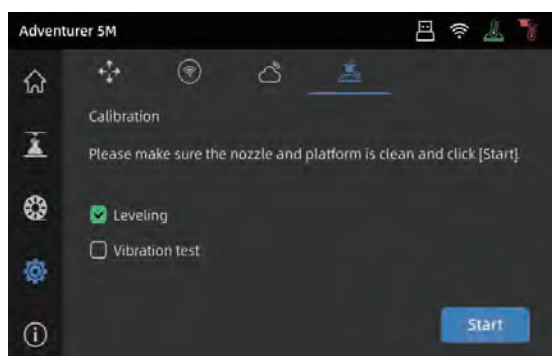 Adventurer 5M
Calibration
Please make sure the nozzle and platform is clean and click [Start].
Leveling
Vibration test
Start